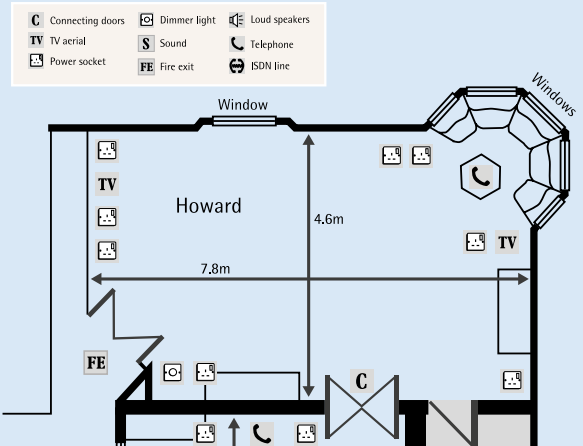 C Connecting doors
Dimmer light
Loud speakers
TV TV aerial
S Sound
Telephone
Power socket
FE Fire exit
ISDN line
Windows
Window
TV
Howard
4.6m
TV
7.8m
FE
C